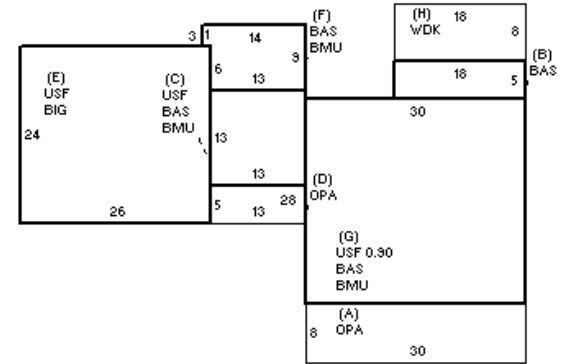 (H) 18
WDK 8
(F)
BAS
BMU
3 1 14
9
(B)
BAS
(E)
USF
BIG
(C)
USF
BAS
BMU
6
13
18 5
30
24
13
13
(D)
OPA
26
5 13 28
(G)
USF 0.90
BAS
BMU
(A)
OPA
8
30